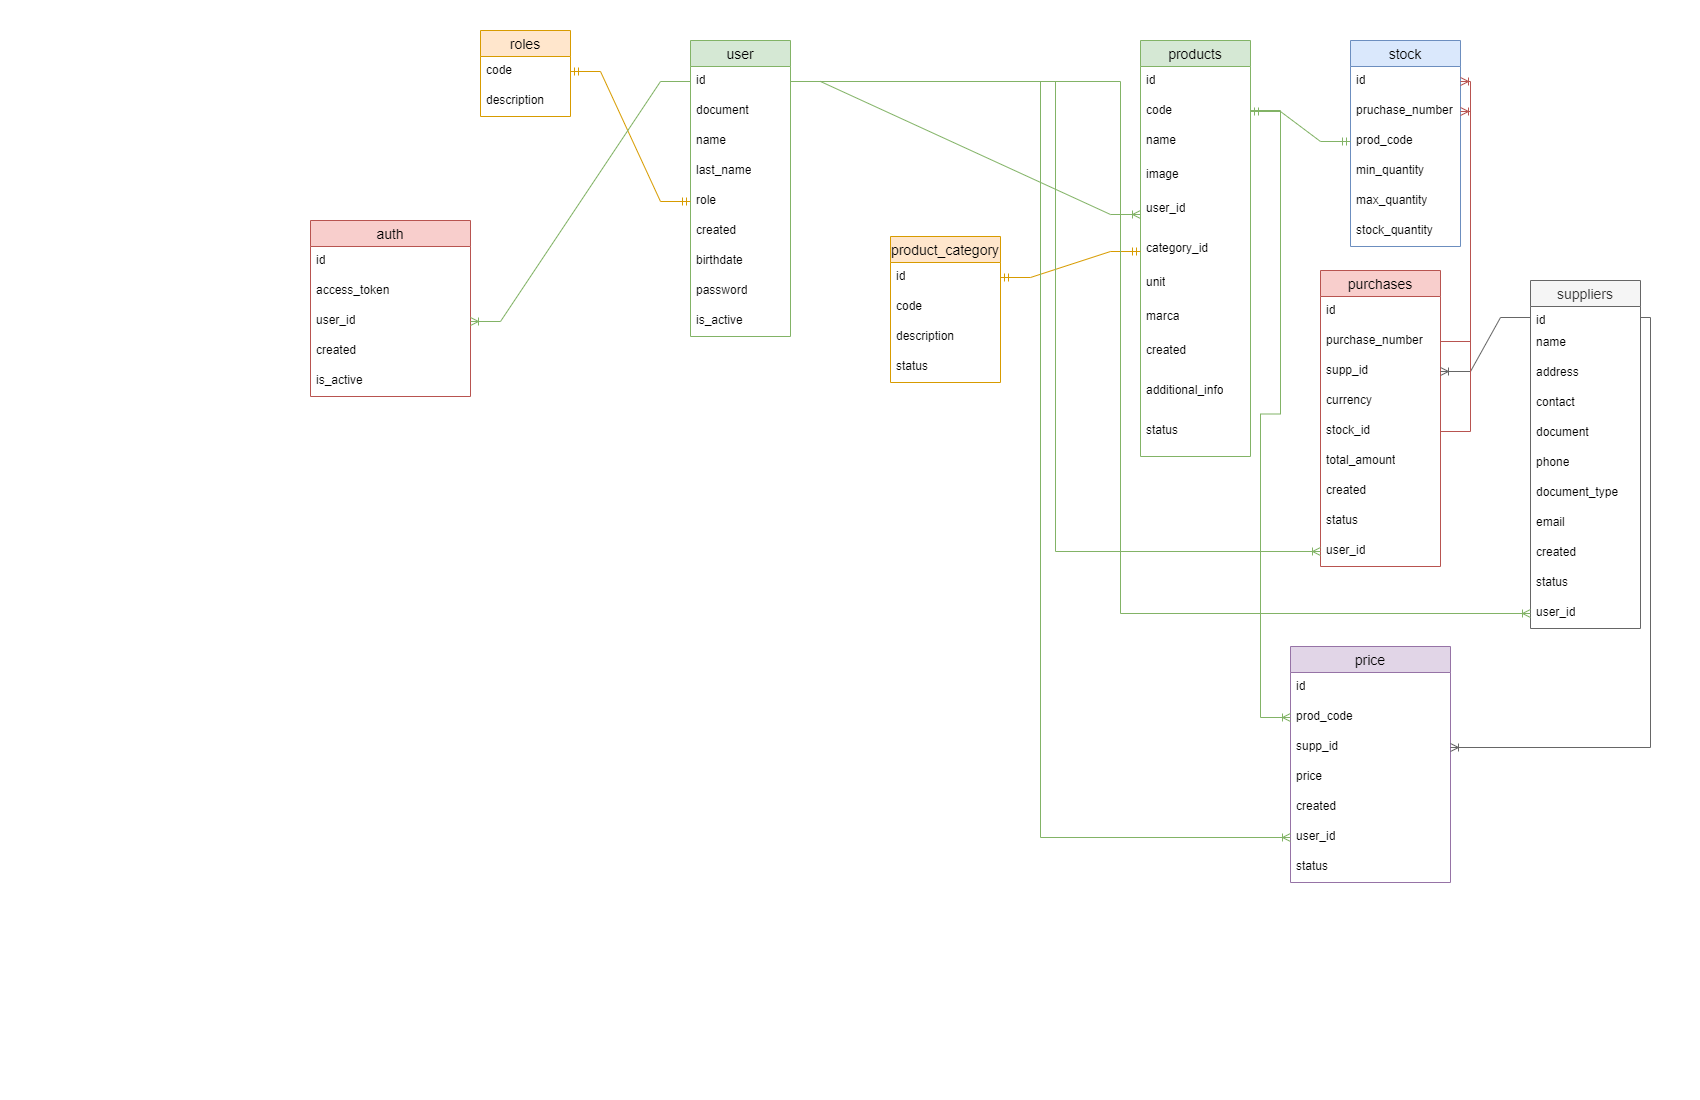 roles
code
description
user
id
document
name
last_name
role
created
birthdate
password
is_active
products
id
code
name
image
user_id
category_id
unit
marca
created
additional_info
status
stock
id
pruchase_number
prod_code
min_quantity
max_quantity
stock_quantity
auth
id
access_token
user_id
created
is_active
product_category
id
code
description
status
purchases
id
purchase_number
supp_id
currency
stock_id
total_amount
created
status
user_id
suppliers
id
name
address
contact
document
phone
document_type
email
created
status
user_id
price
id
prod_code
supp_id
price
created
user_id
status